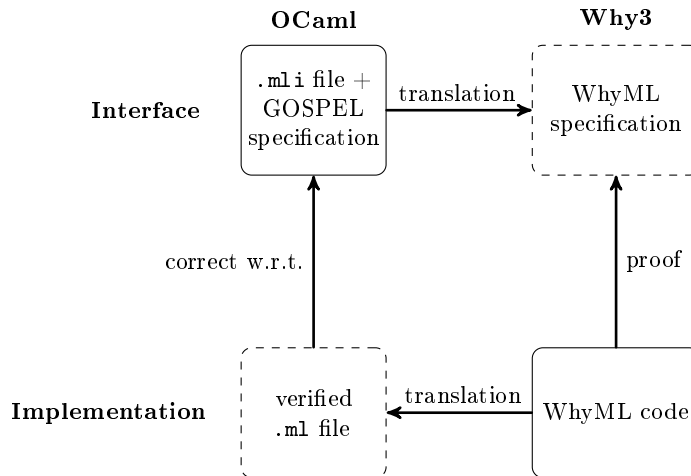 OCaml
Why3
Interface
.mli file +
GOSPEL
specification
translation
WhyML
specification
correct w.r.t.
proof
Implementation
verified
.ml file
translation
WhyML code